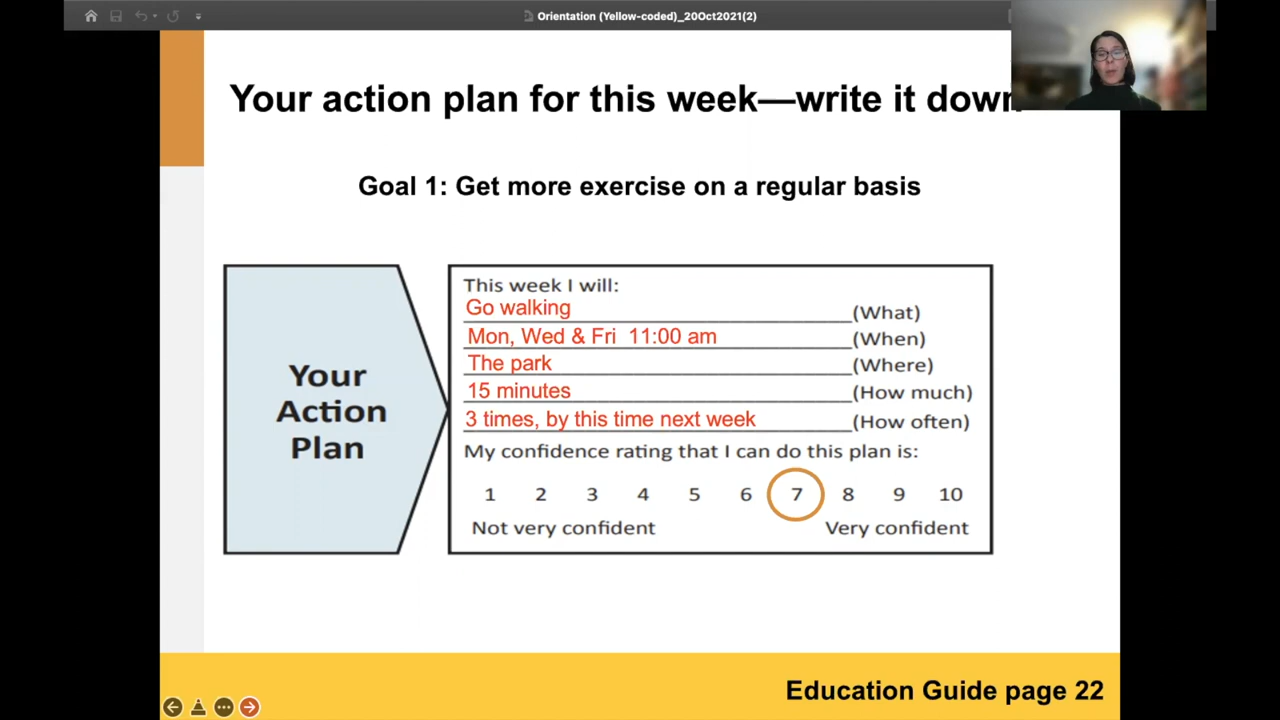 Orientation (Yellow-coded)_20Oct2021(2)
Your action plan for this week—write it down
Goal 1: Get more exercise on a regular basis
Your
Action
Plan
This week I will:
Go walking (What)
Mon, Wed & Fri 11:00 am (When)
The park (Where)
15 minutes (How much)
3 times, by this time next week (How often)
My confidence rating that I can do this plan is:
1 2 3 4 5 6 7 8 9 10
Not very confident Very confident
Education Guide page 22